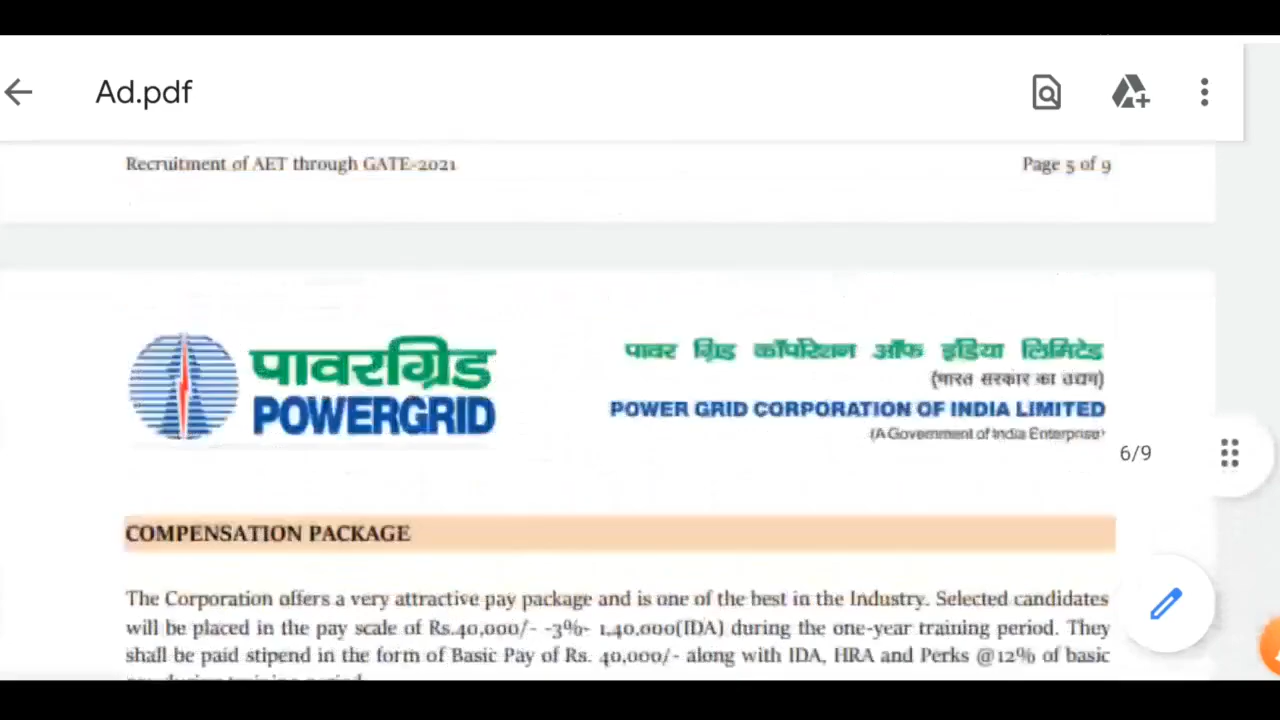 Ad.pdf
Recruitment of AET through GATE-2021
Page 5 of 9
पावरग्रिड
POWERGRID
पावर ग्रिड कॉर्पोरेशन ऑफ इंडिया लिमिटेड
(भारत सरकार का उद्यम)
POWER GRID CORPORATION OF INDIA LIMITED
(A Government of India Enterprise)
6/9
COMPENSATION PACKAGE
The Corporation offers a very attractive pay package and is one of the best in the Industry. Selected candidates
will be placed in the pay scale of Rs.40,000/- -3%- 1,40,000(IDA) during the one-year training period. They
shall be paid stipend in the form of Basic Pay of Rs. 40,000/- along with IDA, HRA and Perks @12% of basic